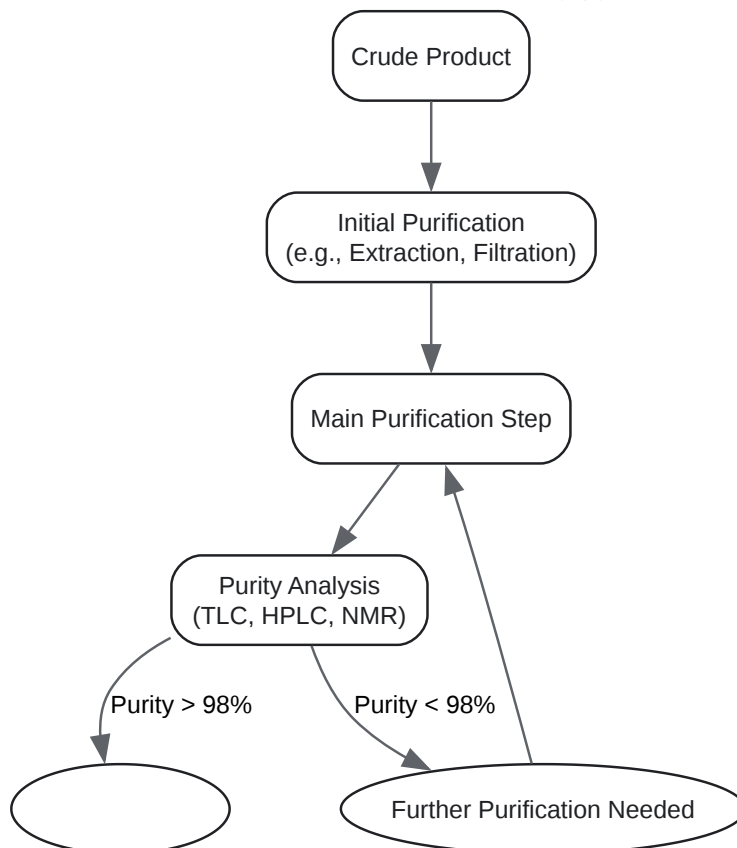 Crude Product
Initial Purification
(e.g., Extraction, Filtration)
Main Purification Step
Purity Analysis
(TLC, HPLC, NMR)
Purity > 98%
Purity < 98%
Further Purification Needed